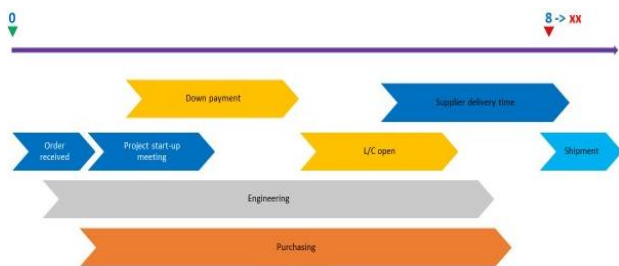 0
8 -> xx
Down payment
Supplier delivery time
Order
received
Project start-up
meeting
L/C open
Shipment
Engineering
Purchasing